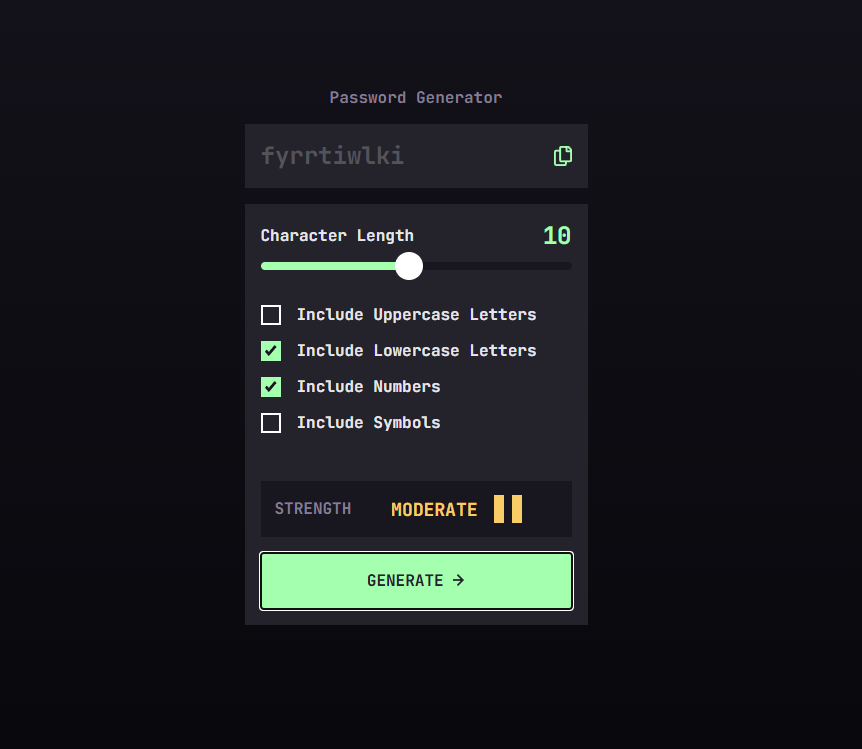 Password Generator
fyrrtiwlki
Character Length 10
Include Uppercase Letters
Include Lowercase Letters
Include Numbers
Include Symbols
STRENGTH MODERATE
GENERATE →